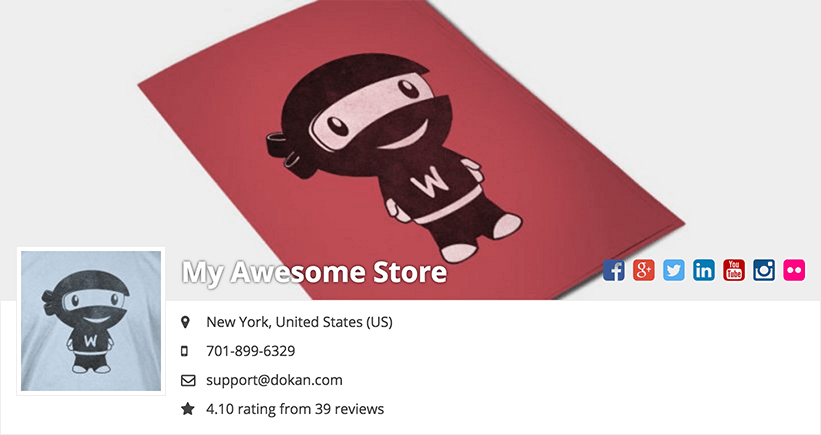 W
My Awesome Store
You
Tube
W
New York, United States (US)
701-899-6329
support@dokan.com
4.10 rating from 39 reviews